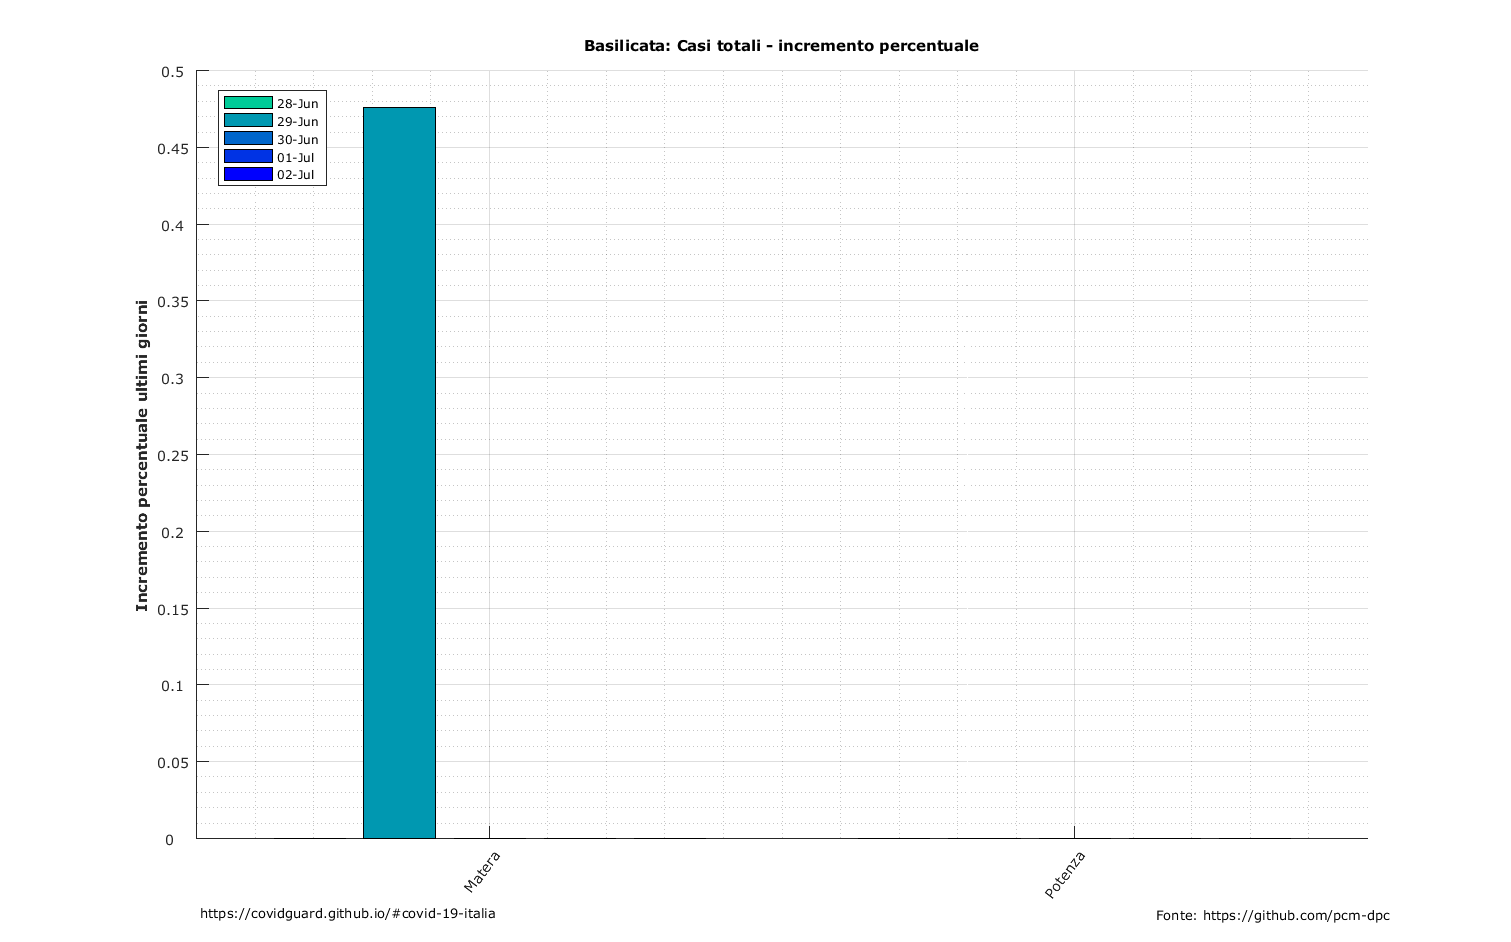 Basilicata: Casi totali - incremento percentuale
0.5
0.45
0.4
0.35
0.3
0.25
0.2
0.15
0.1
0.05
0
Incremento percentuale ultimi giorni
28-Jun
29-Jun
30-Jun
01-Jul
02-Jul
Matera
Potenza
https://covidguard.github.io/#covid-19-italia
Fonte: https://github.com/pcm-dpc